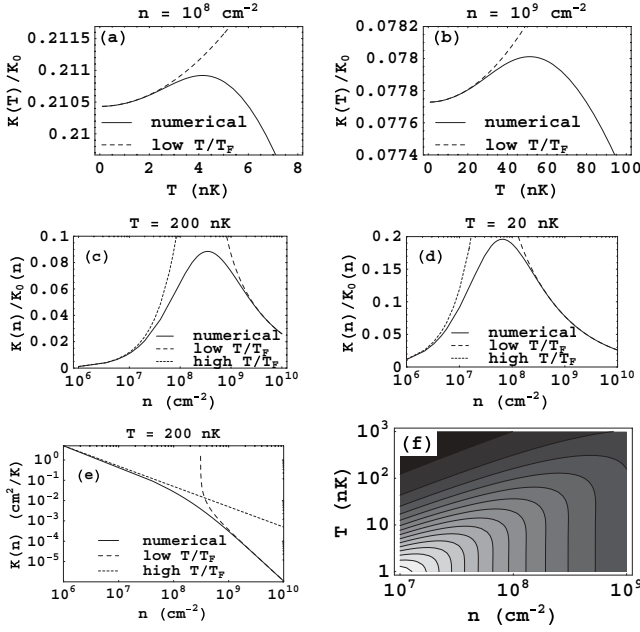 n = 10⁸ cm⁻²
0.2115
0.211
0.2105
0.21
K(T)/K₀
(a)
numerical
low T/T_F
0 2 4 6 8
T (nK)
n = 10⁹ cm⁻²
0.078
0.0778
0.0776
0.0774
K(T)/K₀
(b)
numerical
low T/T_F
0 20 40 60 80 100
T (nK)
T = 200 nK
0.1
0.08
0.06
0.04
0.02
0
K(n)/K₀(n)
(c)
numerical
low T/T_F
high T/T_F
10⁶ 10⁷ 10⁸ 10⁹ 10¹⁰
n (cm⁻²)
T = 20 nK
0.2
0.15
0.1
0.05
0
K(n)/K₀(n)
(d)
numerical
low T/T_F
high T/T_F
10⁶ 10⁷ 10⁸ 10⁹ 10¹⁰
n (cm⁻²)
T = 200 nK
10⁰
10⁻¹
10⁻²
10⁻³
10⁻⁴
10⁻⁵
K(n) (cm²/K)
(e)
numerical
low T/T_F
high T/T_F
10⁶ 10⁷ 10⁸ 10⁹ 10¹⁰
n (cm⁻²)
(f)
10³
10²
10
1
T (nK)
10⁷ 10⁸ 10⁹
n (cm⁻²)